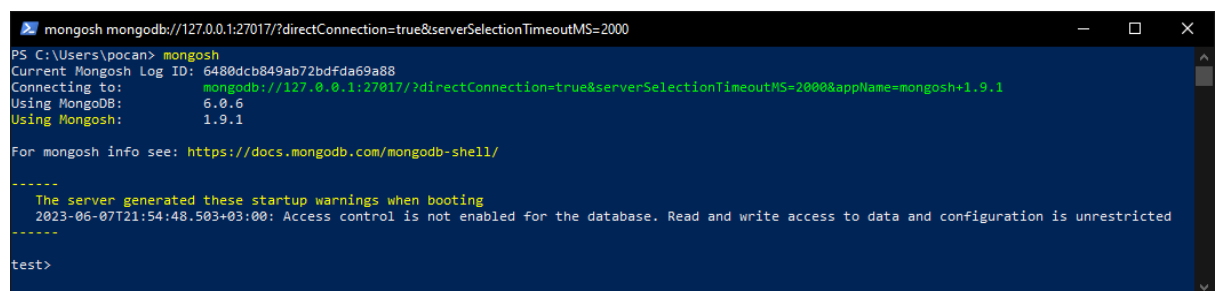 mongosh mongodb://127.0.0.1:27017/?directConnection=true&serverSelectionTimeoutMS=2000
PS C:\Users\pocan> mongosh
Current Mongosh Log ID: 6480dcb849ab72bdfda69a88
Connecting to: mongodb://127.0.0.1:27017/?directConnection=true&serverSelectionTimeoutMS=2000&appName=mongosh+1.9.1
Using MongoDB: 6.0.6
Using Mongosh: 1.9.1
For mongosh info see: https://docs.mongodb.com/mongodb-shell/
------
The server generated these startup warnings when booting
2023-06-07T21:54:48.503+03:00: Access control is not enabled for the database. Read and write access to data and configuration is unrestricted
------
test>